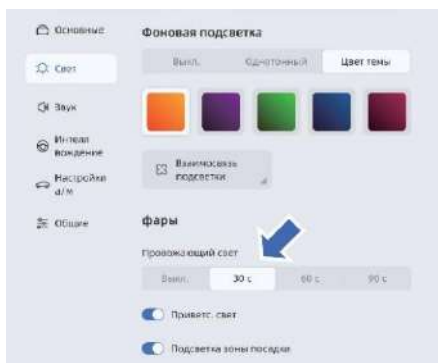 Основные
Фоновая подсветка
Выкл. Однотонный Цвет темы
Свет
Звук
Интелл
вождение
Взаимосвязь
подсветки
Настройки
а/м
Общие
фары
Провожающий свет
Выкл. 30 с 60 с 90 с
Приветс. свет
Подсветка зоны посадки